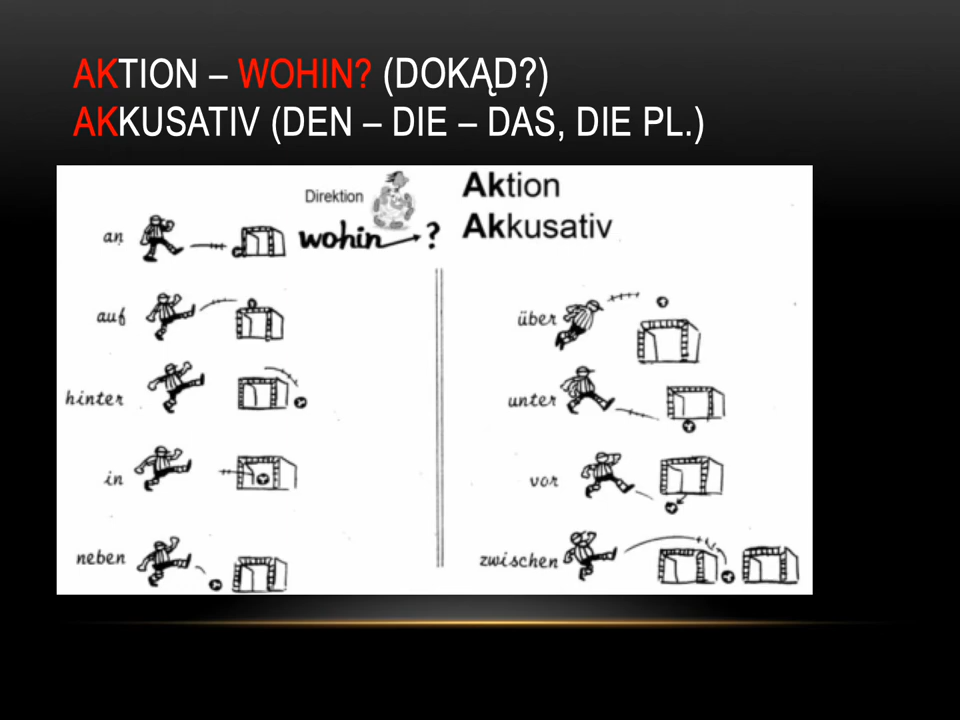 AKTION – WOHIN? (DOKĄD?)
AKKUSATIV (DEN – DIE – DAS, DIE PL.)
Direktion
wohin ?
Aktion
Akkusativ
an
auf
hinter
in
neben
über
unter
vor
zwischen